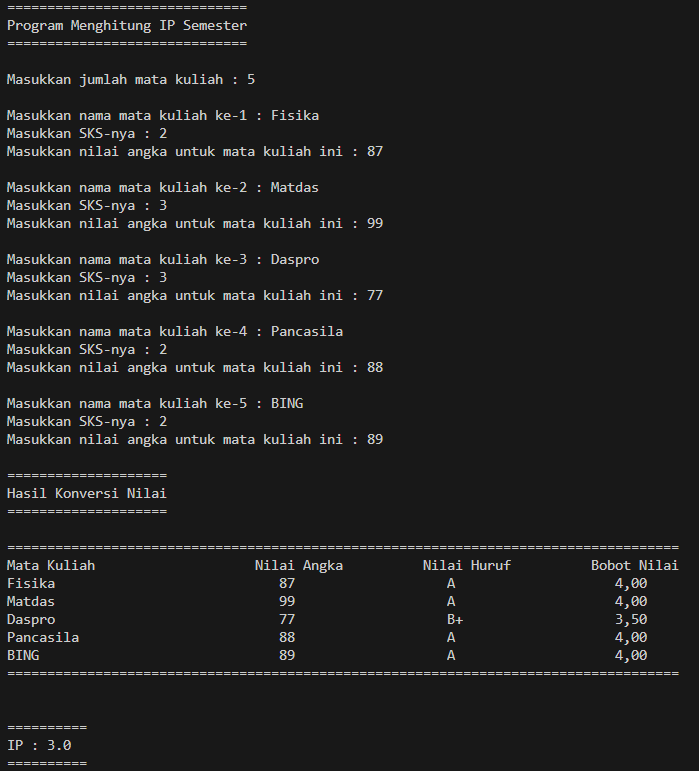 ==============================
Program Menghitung IP Semester
==============================
Masukkan jumlah mata kuliah : 5
Masukkan nama mata kuliah ke-1 : Fisika
Masukkan SKS-nya : 2
Masukkan nilai angka untuk mata kuliah ini : 87
Masukkan nama mata kuliah ke-2 : Matdas
Masukkan SKS-nya : 3
Masukkan nilai angka untuk mata kuliah ini : 99
Masukkan nama mata kuliah ke-3 : Daspro
Masukkan SKS-nya : 3
Masukkan nilai angka untuk mata kuliah ini : 77
Masukkan nama mata kuliah ke-4 : Pancasila
Masukkan SKS-nya : 2
Masukkan nilai angka untuk mata kuliah ini : 88
Masukkan nama mata kuliah ke-5 : BING
Masukkan SKS-nya : 2
Masukkan nilai angka untuk mata kuliah ini : 89
====================
Hasil Konversi Nilai
====================
====================================================================================
Mata Kuliah                    Nilai Angka          Nilai Huruf          Bobot Nilai
Fisika                            87                   A                    4,00
Matdas                            99                   A                    4,00
Daspro                            77                   B+                   3,50
Pancasila                         88                   A                    4,00
BING                              89                   A                    4,00
====================================================================================
==========
IP : 3.0
==========